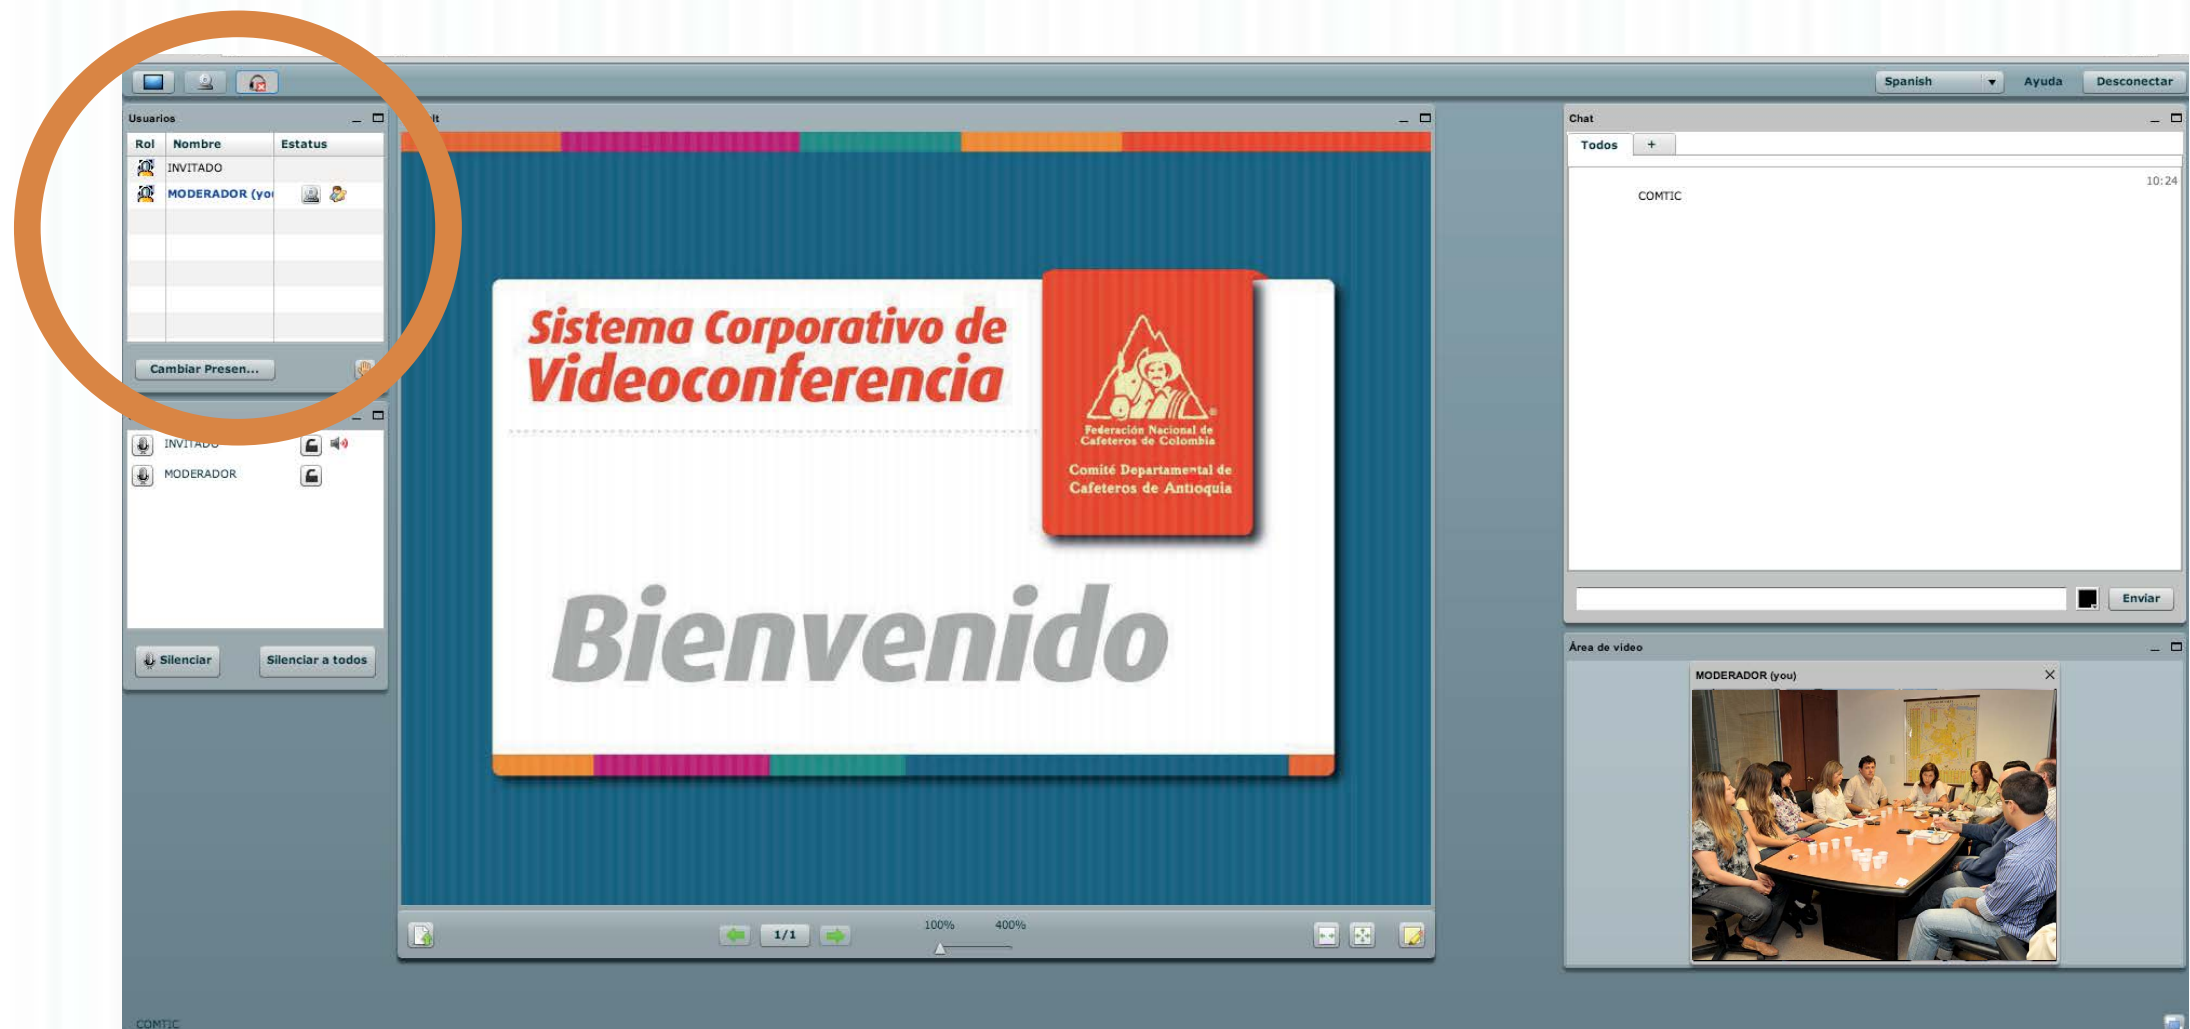 Spanish
Ayuda
Desconectar
Usuarios
Rol Nombre Estatus
INVITADO
MODERADOR (you
Cambiar Presen...
INVITADO
MODERADOR
Silenciar
Silenciar a todos
Sistema Corporativo de
Videoconferencia
Federación Nacional de
Cafeteros de Colombia
Comité Departamental de
Cafeteros de Antioquia
Bienvenido
1/1
100% 400%
Chat
Todos +
10:24
COMTIC
Enviar
Área de video
MODERADOR (you)
COMTIC